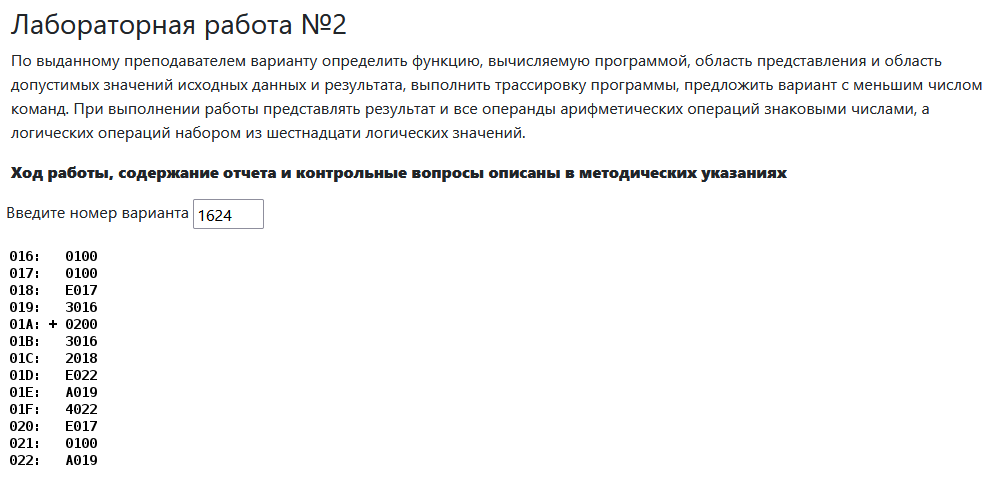 Лабораторная работа №2
По выданному преподавателем варианту определить функцию, вычисляемую программой, область представления и область
допустимых значений исходных данных и результата, выполнить трассировку программы, предложить вариант с меньшим числом
команд. При выполнении работы представлять результат и все операнды арифметических операций знаковыми числами, а
логических операций набором из шестнадцати логических значений.
Ход работы, содержание отчета и контрольные вопросы описаны в методических указаниях
Введите номер варианта 1624
016: 0100
017: 0100
018: E017
019: 3016
01A: + 0200
01B: 3016
01C: 2018
01D: E022
01E: A019
01F: 4022
020: E017
021: 0100
022: A019